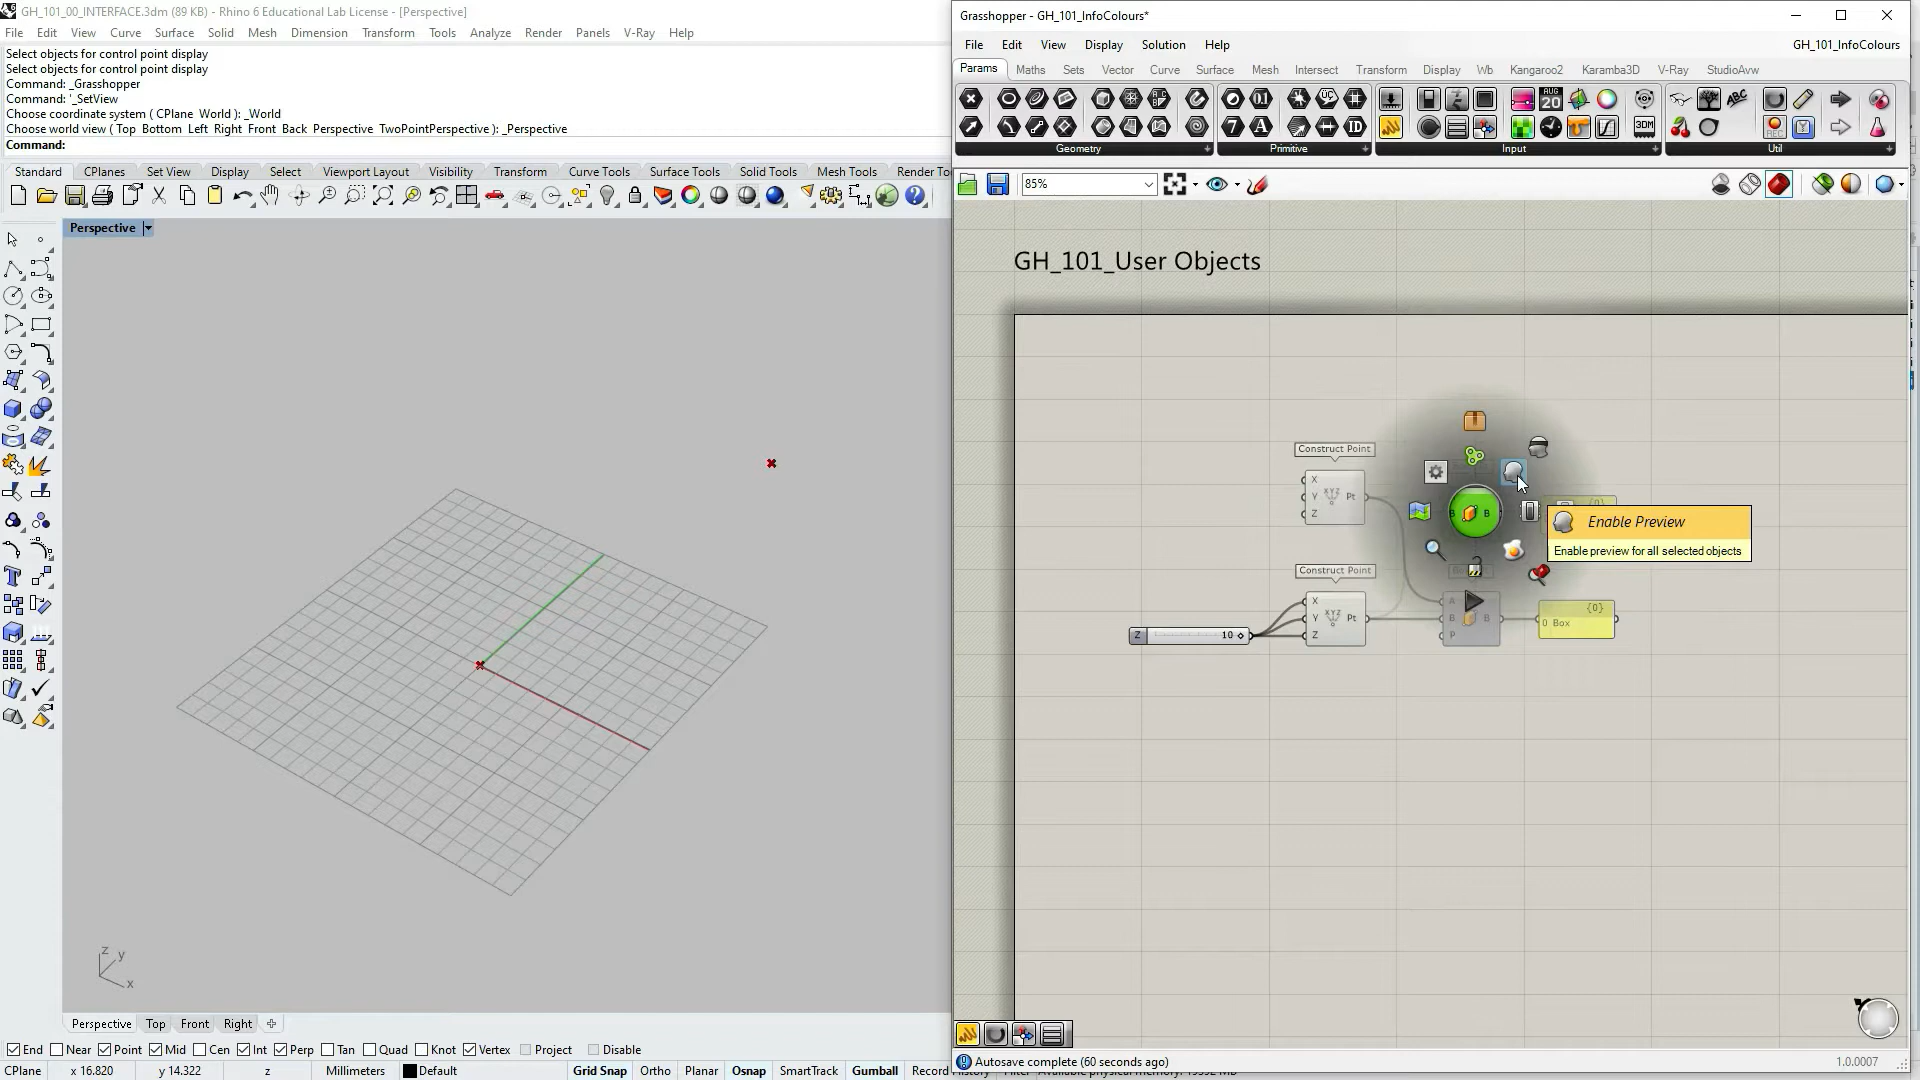 GH_101_00_INTERFACE.3dm (89 KB) - Rhino 6 Educational Lab License - [Perspective]
File Edit View Curve Surface Solid Mesh Dimension Transform Tools Analyze Render Panels V-Ray Help
Select objects for control point display
Select objects for control point display
Command: _Grasshopper
Command: '_SetView
Choose coordinate system ( CPlane World ): _World
Choose world view ( Top Bottom Left Right Front Back Perspective TwoPointPerspective ): _Perspective
Command:
Standard CPlanes Set View Display Select Viewport Layout Visibility Transform Curve Tools Surface Tools Solid Tools Mesh Tools Render To
Perspective
z y
x
Perspective Top Front Right
End Near Point Mid Cen Int Perp Tan Quad Knot Vertex Project Disable
CPlane x 16.820 y 14.322 z Millimeters Default Grid Snap Ortho Planar Osnap SmartTrack Gumball Record
Grasshopper - GH_101_InfoColours*
File Edit View Display Solution Help GH_101_InfoColours
Params Maths Sets Vector Curve Surface Mesh Intersect Transform Display Wb Kangaroo2 Karamba3D V-Ray StudioAvw
Geometry Primitive Input Util
85%
GH_101_User Objects
Construct Point
X
Y Pt
Z
B B
{0}
Enable Preview
Enable preview for all selected objects
Construct Point
X
Y Pt
Z
Z 10
A
B B
P
{0}
0 Box
Autosave complete (60 seconds ago) 1.0.0007